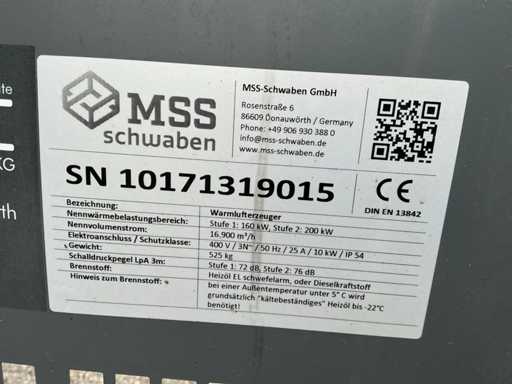 MSS
schwaben
MSS-Schwaben GmbH
Rosenstraße 6
86609 Donauwörth / Germany
Phone: +49 906 930 388 0
info@mss-schwaben.de
www.mss-schwaben.de
SN 10171319015
CE
DIN EN 13842
Bezeichnung: Warmlufterzeuger
Nennwärmebelastungsbereich: Stufe 1: 160 kW, Stufe 2: 200 kW
Nennvolumenstrom: 16.900 m³/h
Elektroanschluss / Schutzklasse: 400 V / 3N~ / 50 Hz / 25 A / 10 kW / IP 54
Gewicht: 525 kg
Schalldruckpegel LpA 3m: Stufe 1: 72 dB, Stufe 2: 76 dB
Brennstoff: Heizöl EL schwefelarm, oder Dieselkraftstoff
Hinweis zum Brennstoff: bei einer Außentemperatur unter 5° C wird
grundsätzlich "kältebeständiges" Heizöl bis -22°C
benötigt!
KG
rth